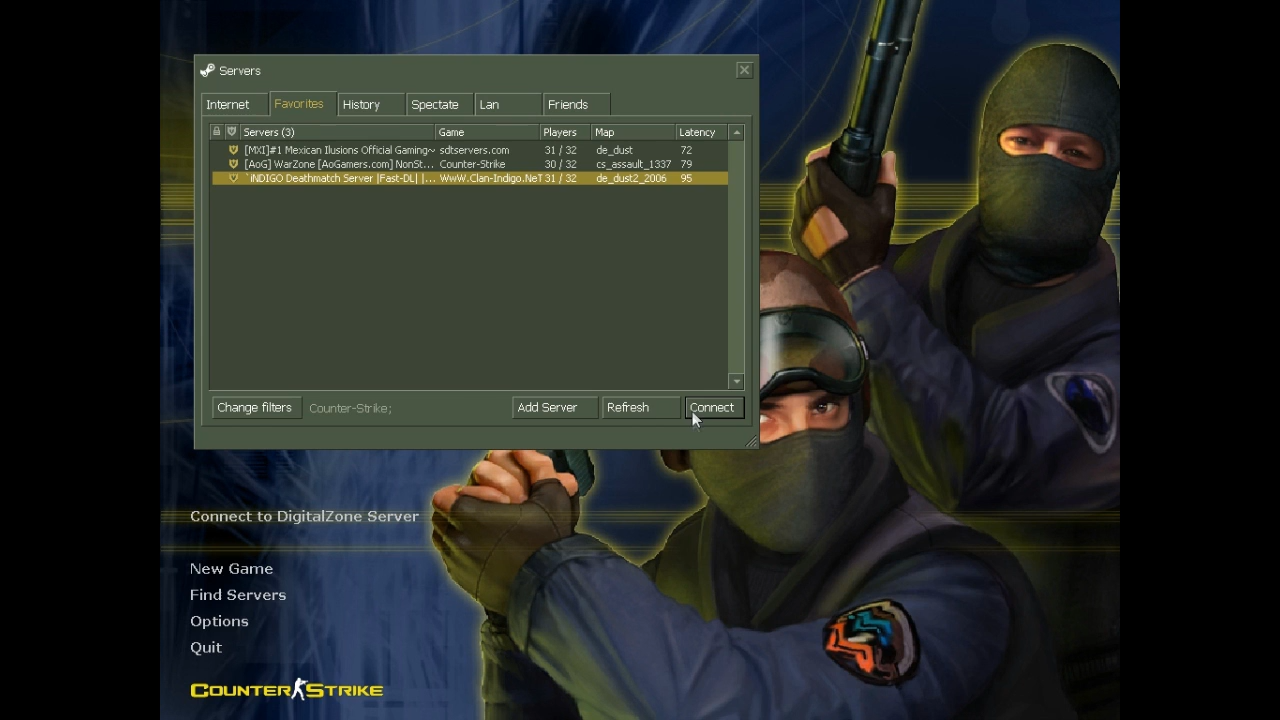 Servers
Internet Favorites History Spectate Lan Friends
Servers (3) Game Players Map Latency
[MXI]#1 Mexican Ilusions Official Gaming~ sdtservers.com 31 / 32 de_dust 72
[AoG] WarZone [AoGamers.com] NonSt... Counter-Strike 30 / 32 cs_assault_1337 79
`iNDIGO Deathmatch Server |Fast-DL| |... WwW.Clan-Indigo.NeT 31 / 32 de_dust2_2006 95
Change filters Counter-Strike; Add Server Refresh Connect
Connect to DigitalZone Server
New Game
Find Servers
Options
Quit
COUNTER STRIKE